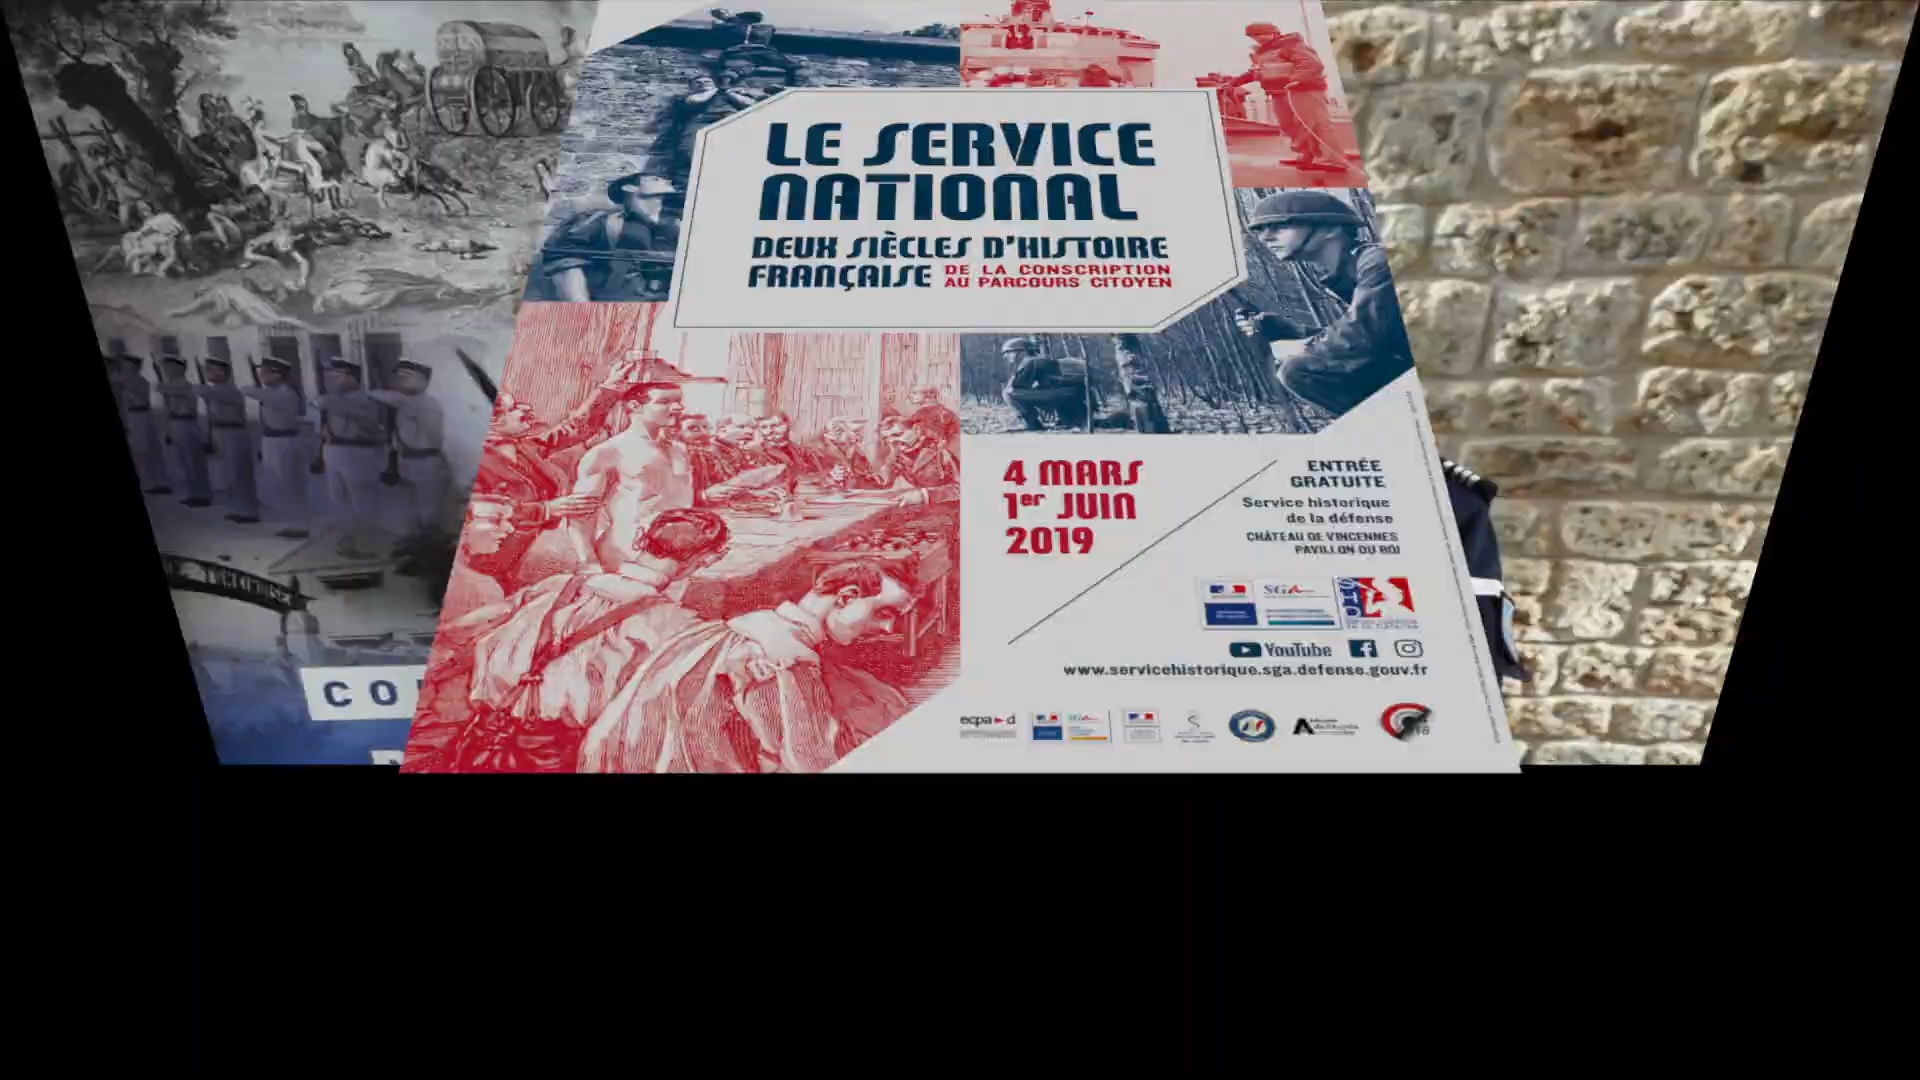 LE SERVICE
NATIONAL
DEUX SIÈCLES D'HISTOIRE
FRANÇAISE DE LA CONSCRIPTION
AU PARCOURS CITOYEN
4 MARS
1er JUIN
2019
ENTRÉE
GRATUITE
Service historique
de la défense
CHÂTEAU DE VINCENNES
PAVILLON DU ROI
SGA
YouTube
www.servicehistorique.sga.defense.gouv.fr
ecpa d
CO